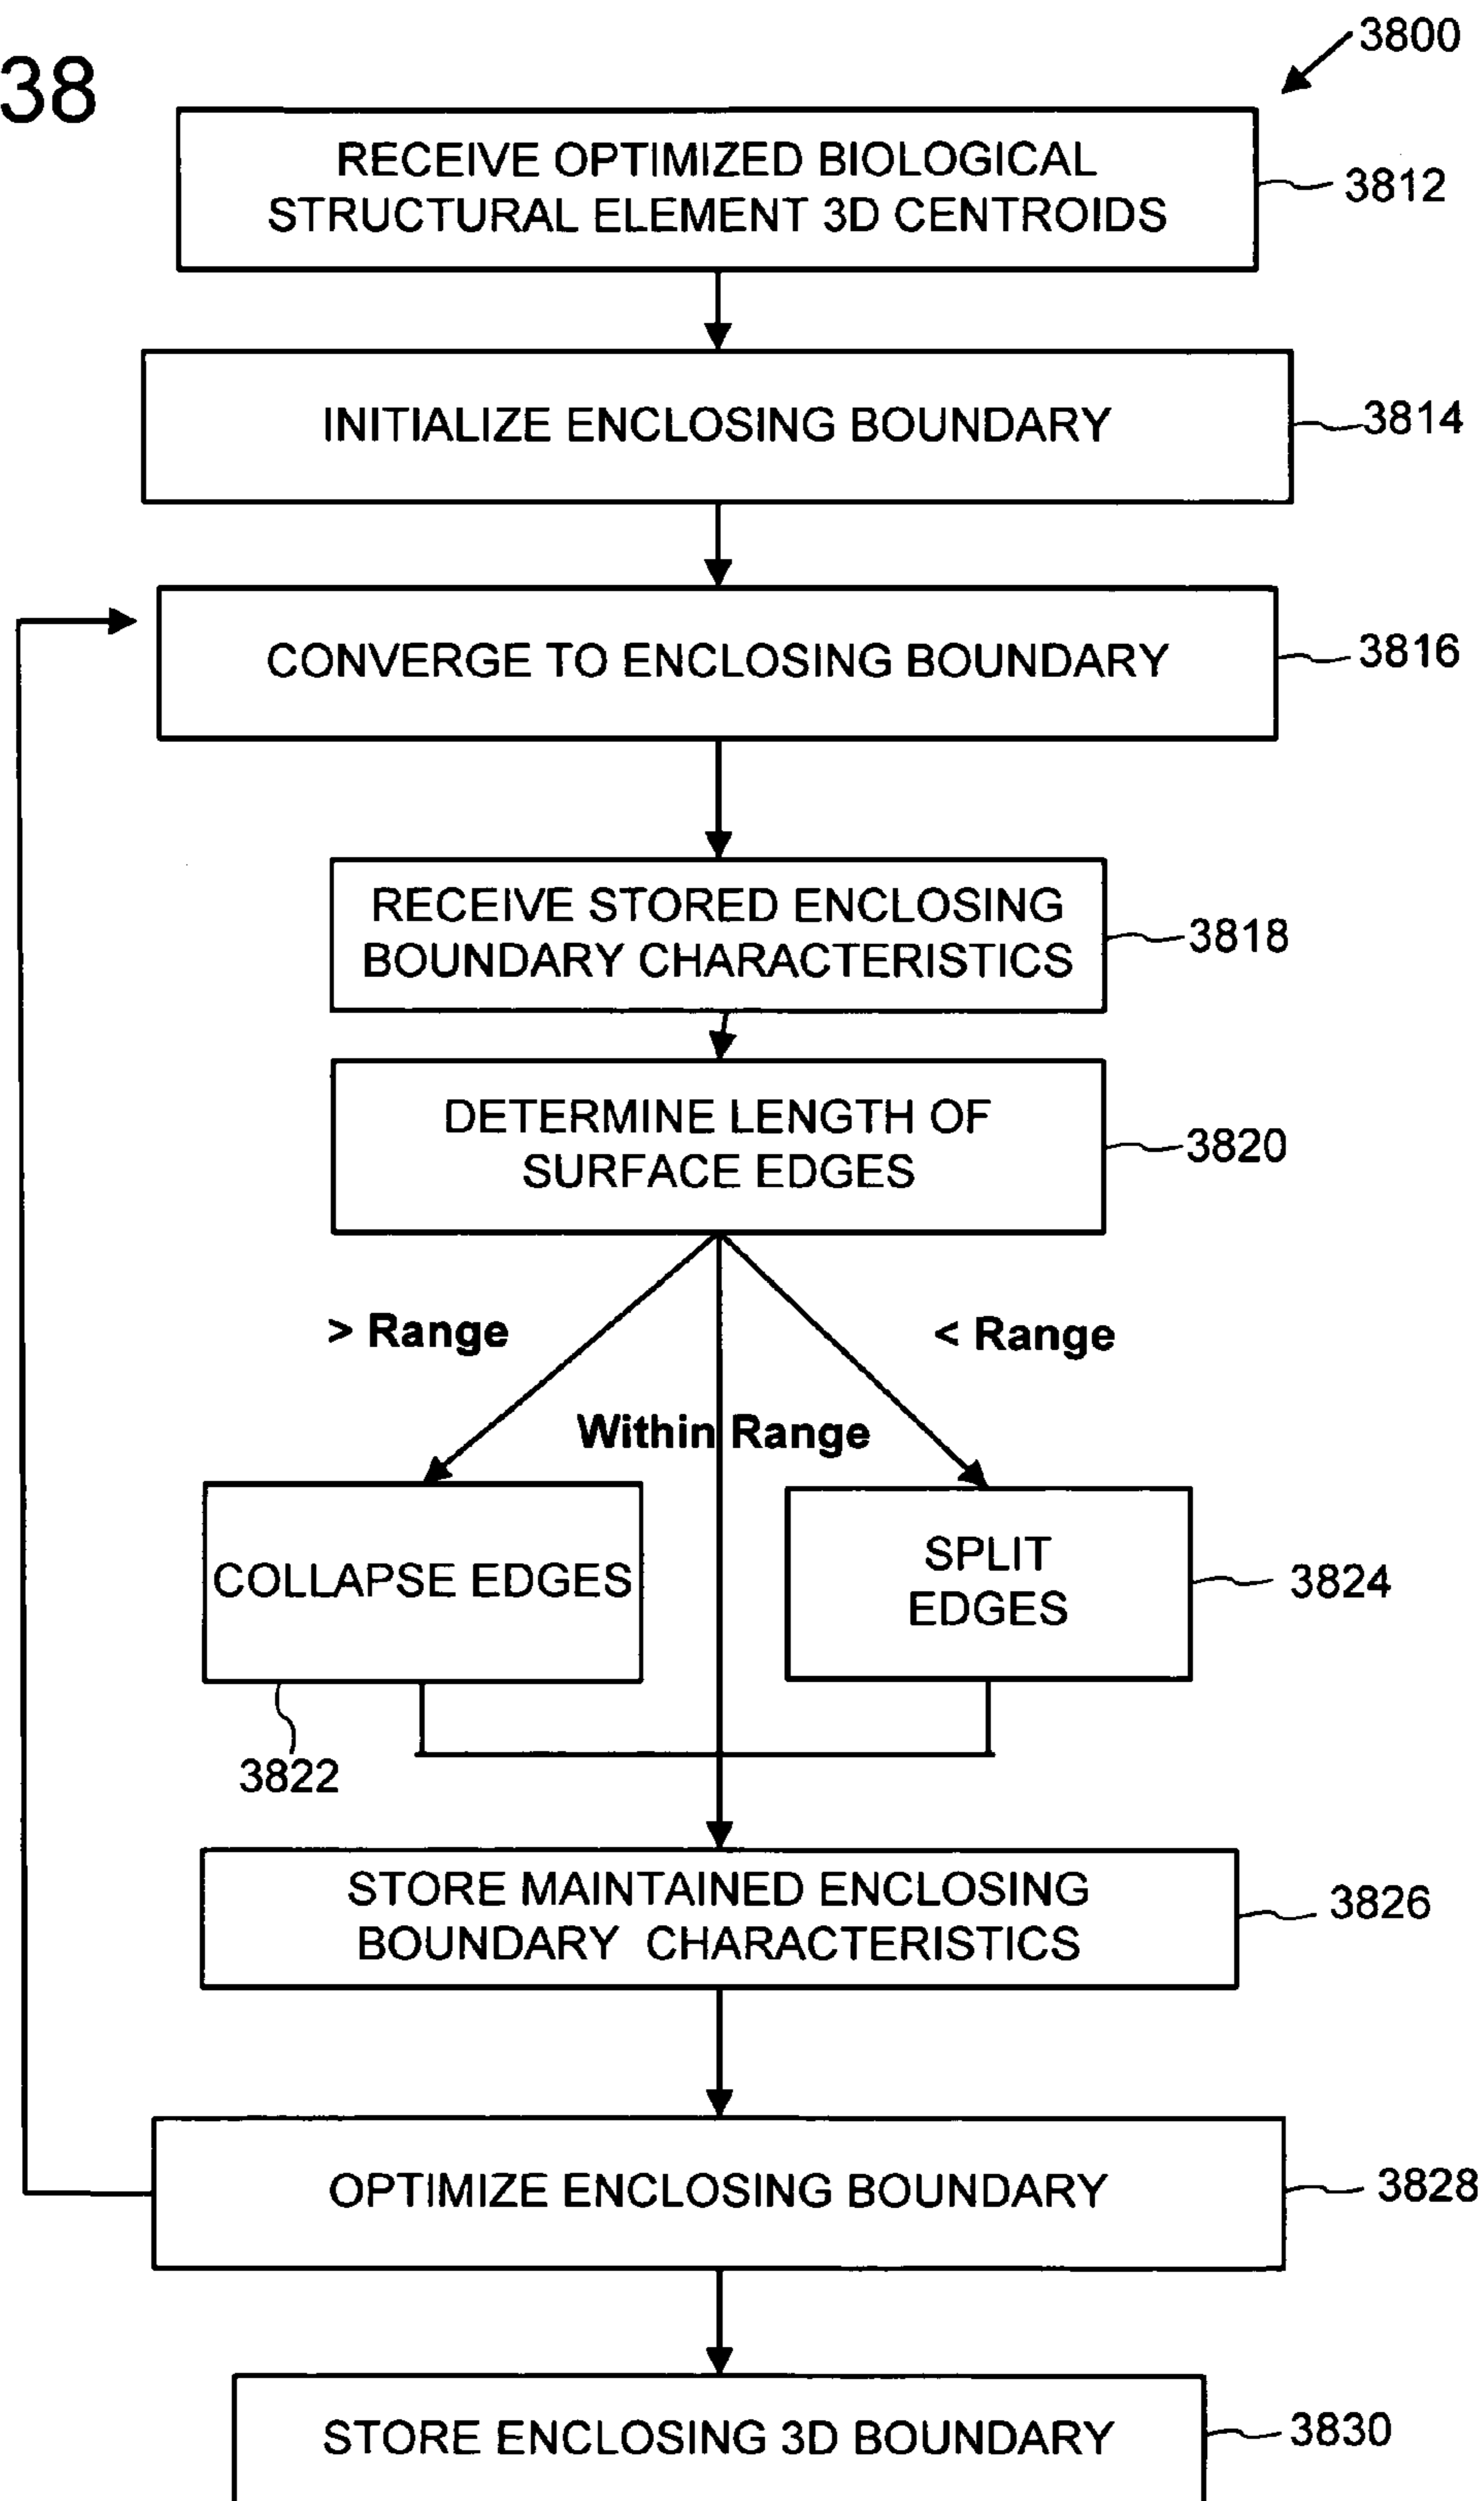 38
3800
RECEIVE OPTIMIZED BIOLOGICAL
STRUCTURAL ELEMENT 3D CENTROIDS
3812
INITIALIZE ENCLOSING BOUNDARY
3814
CONVERGE TO ENCLOSING BOUNDARY
3816
RECEIVE STORED ENCLOSING
BOUNDARY CHARACTERISTICS
3818
DETERMINE LENGTH OF
SURFACE EDGES
3820
> Range
< Range
Within Range
COLLAPSE EDGES
SPLIT
EDGES
3824
3822
STORE MAINTAINED ENCLOSING
BOUNDARY CHARACTERISTICS
3826
OPTIMIZE ENCLOSING BOUNDARY
3828
STORE ENCLOSING 3D BOUNDARY
3830